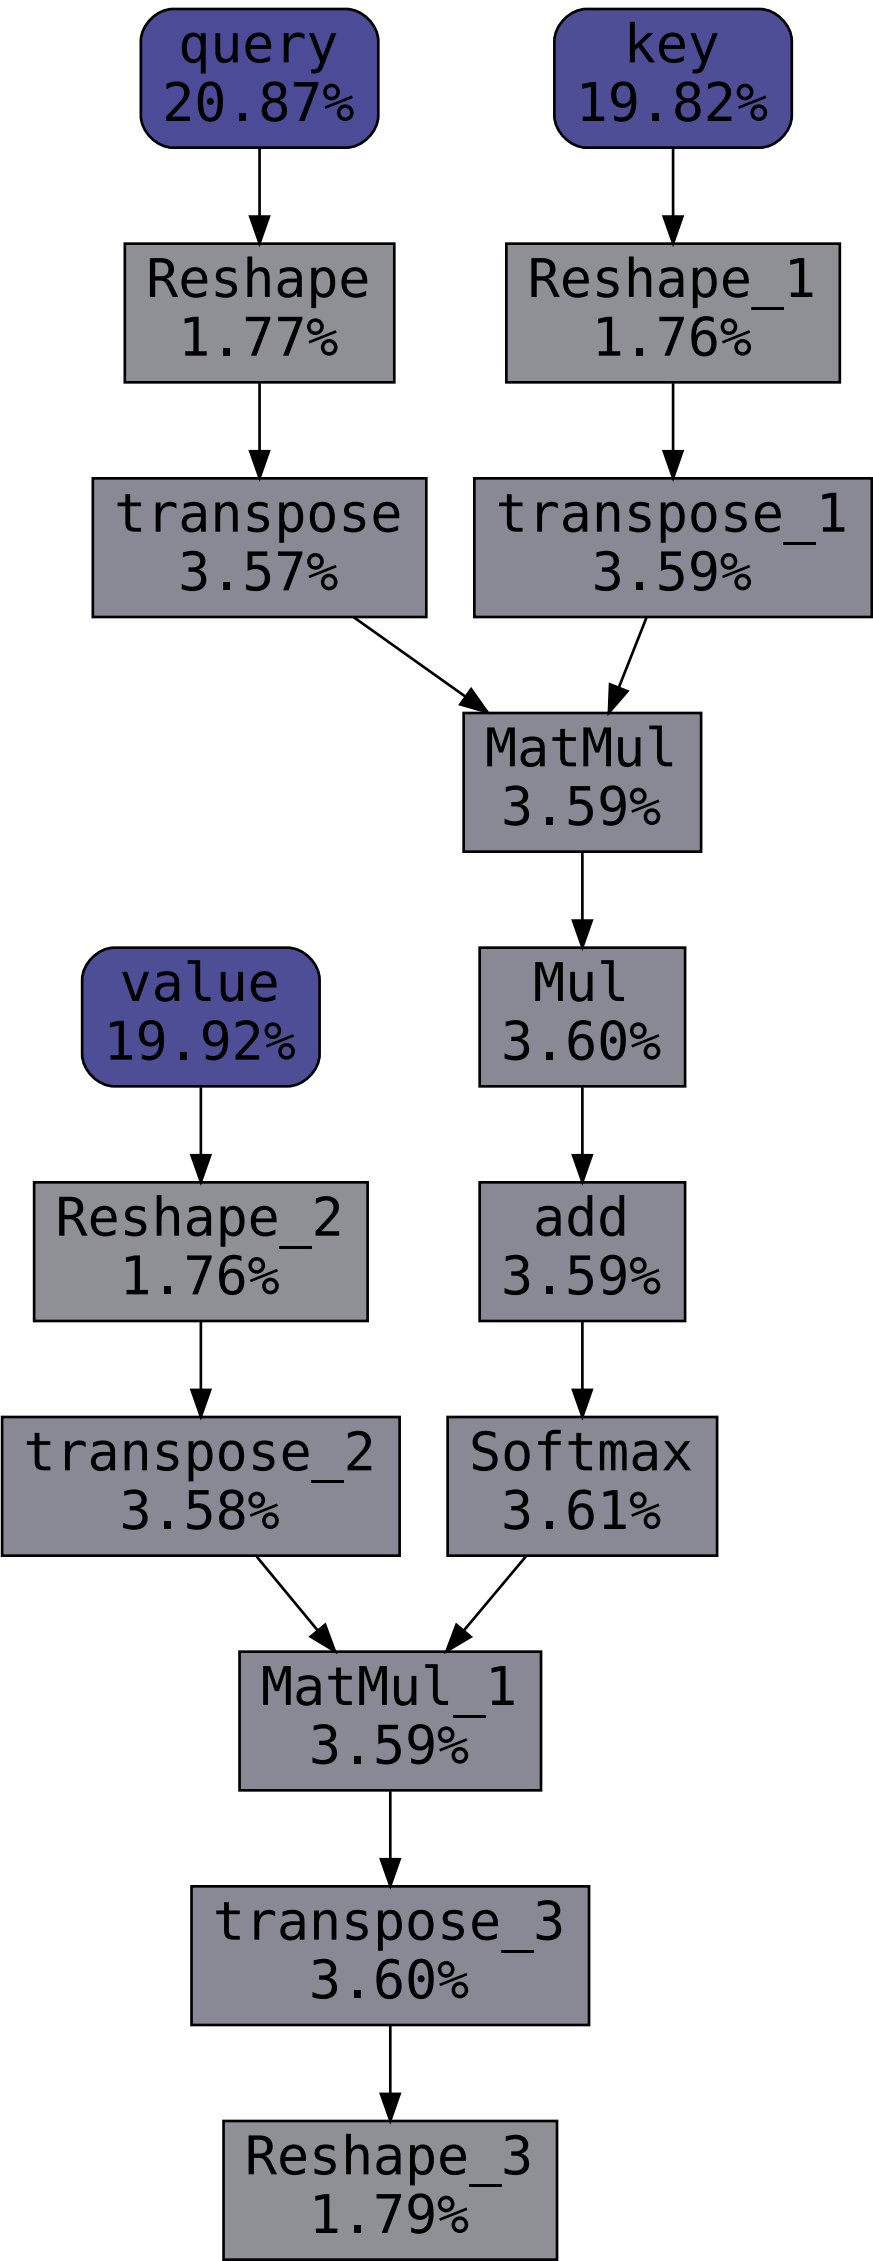 query
20.87%
key
19.82%
Reshape
1.77%
Reshape_1
1.76%
transpose
3.57%
transpose_1
3.59%
MatMul
3.59%
value
19.92%
Mul
3.60%
Reshape_2
1.76%
add
3.59%
transpose_2
3.58%
Softmax
3.61%
MatMul_1
3.59%
transpose_3
3.60%
Reshape_3
1.79%